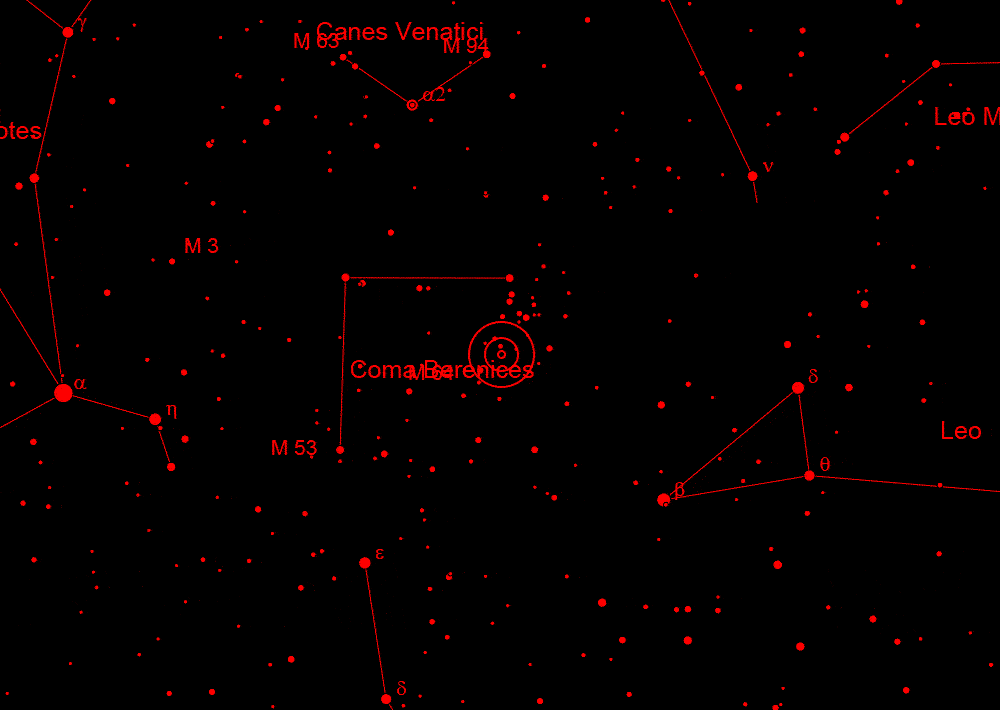 γ
Canes Venatici
M 63
M 94
α2
Leo M
otes
ν
M 3
Coma Berenices
M 64
δ
α
η
Leo
M 53
θ
β
ε
δ